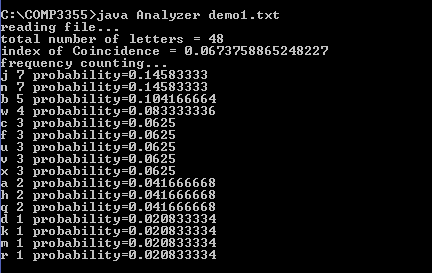 C:\COMP3355>java Analyzer demo1.txt
reading file...
total number of letters = 48
index of Coincidence = 0.0673758865248227
frequency counting...
j 7 probability=0.14583333
n 7 probability=0.14583333
b 5 probability=0.104166664
w 4 probability=0.083333336
c 3 probability=0.0625
f 3 probability=0.0625
u 3 probability=0.0625
v 3 probability=0.0625
x 3 probability=0.0625
a 2 probability=0.041666668
h 2 probability=0.041666668
q 2 probability=0.041666668
d 1 probability=0.020833334
k 1 probability=0.020833334
m 1 probability=0.020833334
r 1 probability=0.020833334